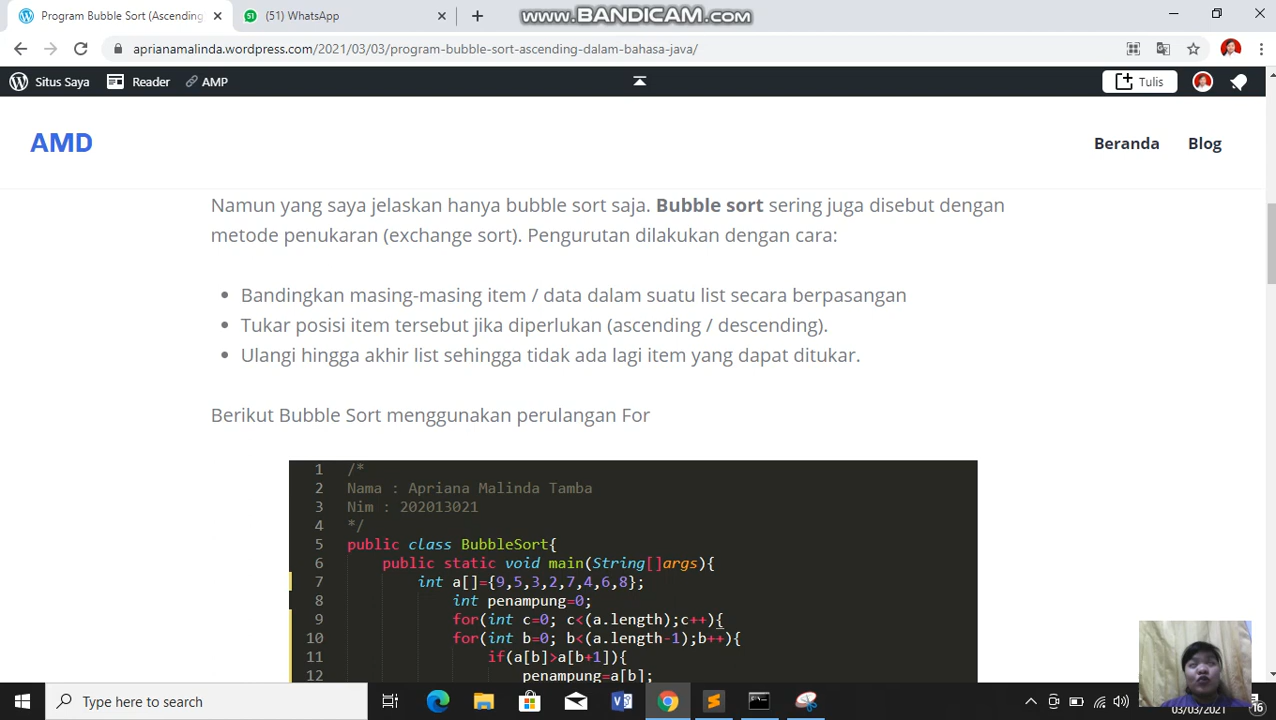 Program Bubble Sort (Ascending
(51) WhatsApp
www.BANDICAM.com
aprianamalinda.wordpress.com/2021/03/03/program-bubble-sort-ascending-dalam-bahasa-java/
Situs Saya
Reader
AMP
Tulis
AMD
Beranda
Blog
Namun yang saya jelaskan hanya bubble sort saja. Bubble sort sering juga disebut dengan
metode penukaran (exchange sort). Pengurutan dilakukan dengan cara:
• Bandingkan masing-masing item / data dalam suatu list secara berpasangan
• Tukar posisi item tersebut jika diperlukan (ascending / descending).
• Ulangi hingga akhir list sehingga tidak ada lagi item yang dapat ditukar.
Berikut Bubble Sort menggunakan perulangan For
1 /*
2 Nama : Apriana Malinda Tamba
3 Nim : 202013021
4 */
5 public class BubbleSort{
6 public static void main(String[]args){
7 int a[]={9,5,3,2,7,4,6,8};
8 int penampung=0;
9 for(int c=0; c<(a.length);c++){
10 for(int b=0; b<(a.length-1);b++){
11 if(a[b]>a[b+1]){
12 penampung=a[b];
Type here to search
03/03/2021
16